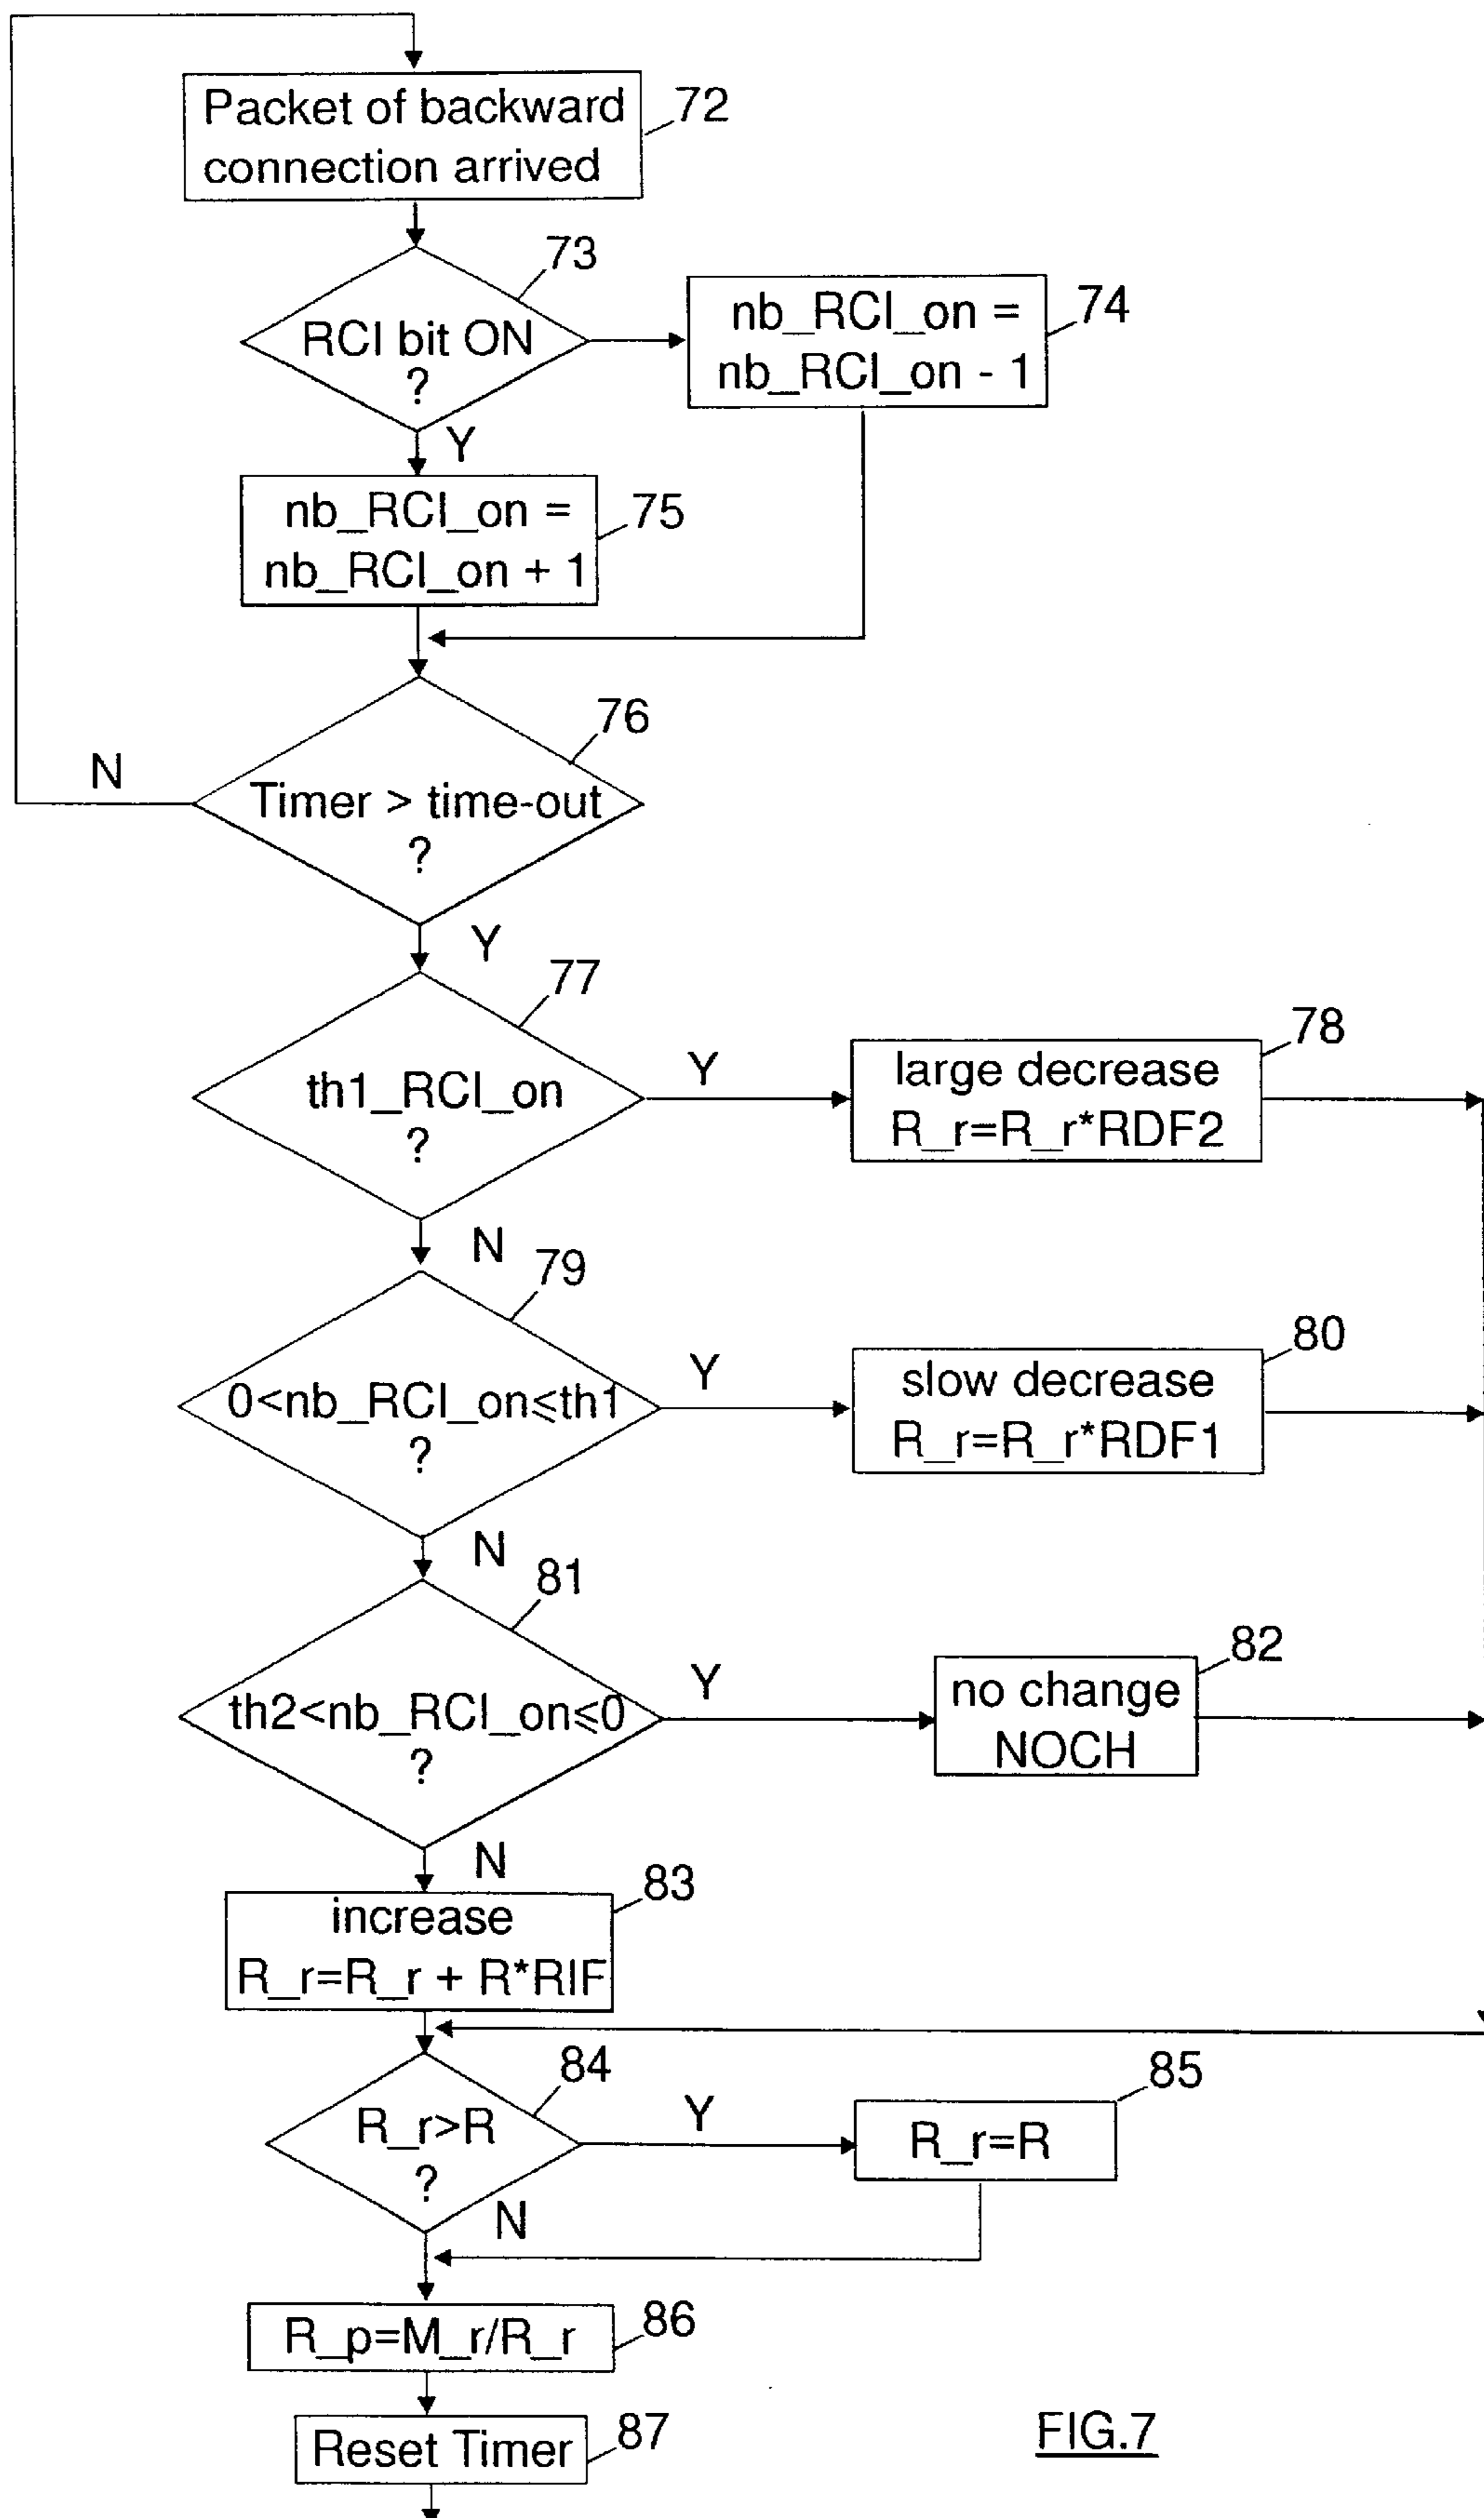 Packet of backward
connection arrived
72
73
RCI bit ON
?
nb_RCI_on =
nb_RCI_on - 1
74
Y
nb_RCI_on =
nb_RCI_on + 1
75
76
N
Timer > time-out
?
Y
77
th1_RCI_on
?
Y
large decrease
R_r=R_r*RDF2
78
N
79
0<nb_RCI_on≤th1
?
Y
slow decrease
R_r=R_r*RDF1
80
N
81
th2<nb_RCI_on≤0
?
Y
no change
NOCH
82
N
increase
R_r=R_r + R*RIF
83
84
R_r>R
?
Y
R_r=R
85
N
R_p=M_r/R_r
86
Reset Timer
87
FIG.7